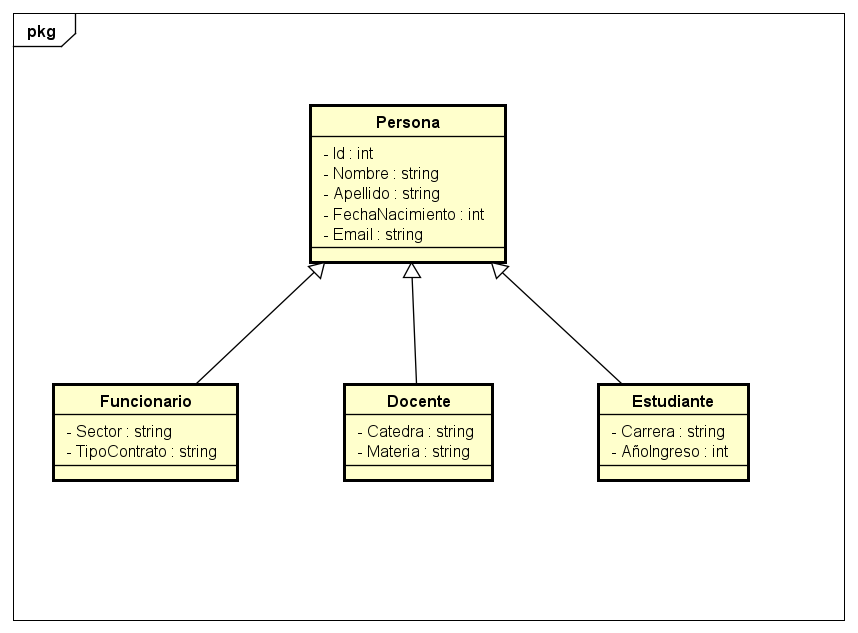 pkg
Persona
- Id : int
- Nombre : string
- Apellido : string
- FechaNacimiento : int
- Email : string
Funcionario
- Sector : string
- TipoContrato : string
Docente
- Catedra : string
- Materia : string
Estudiante
- Carrera : string
- AñoIngreso : int